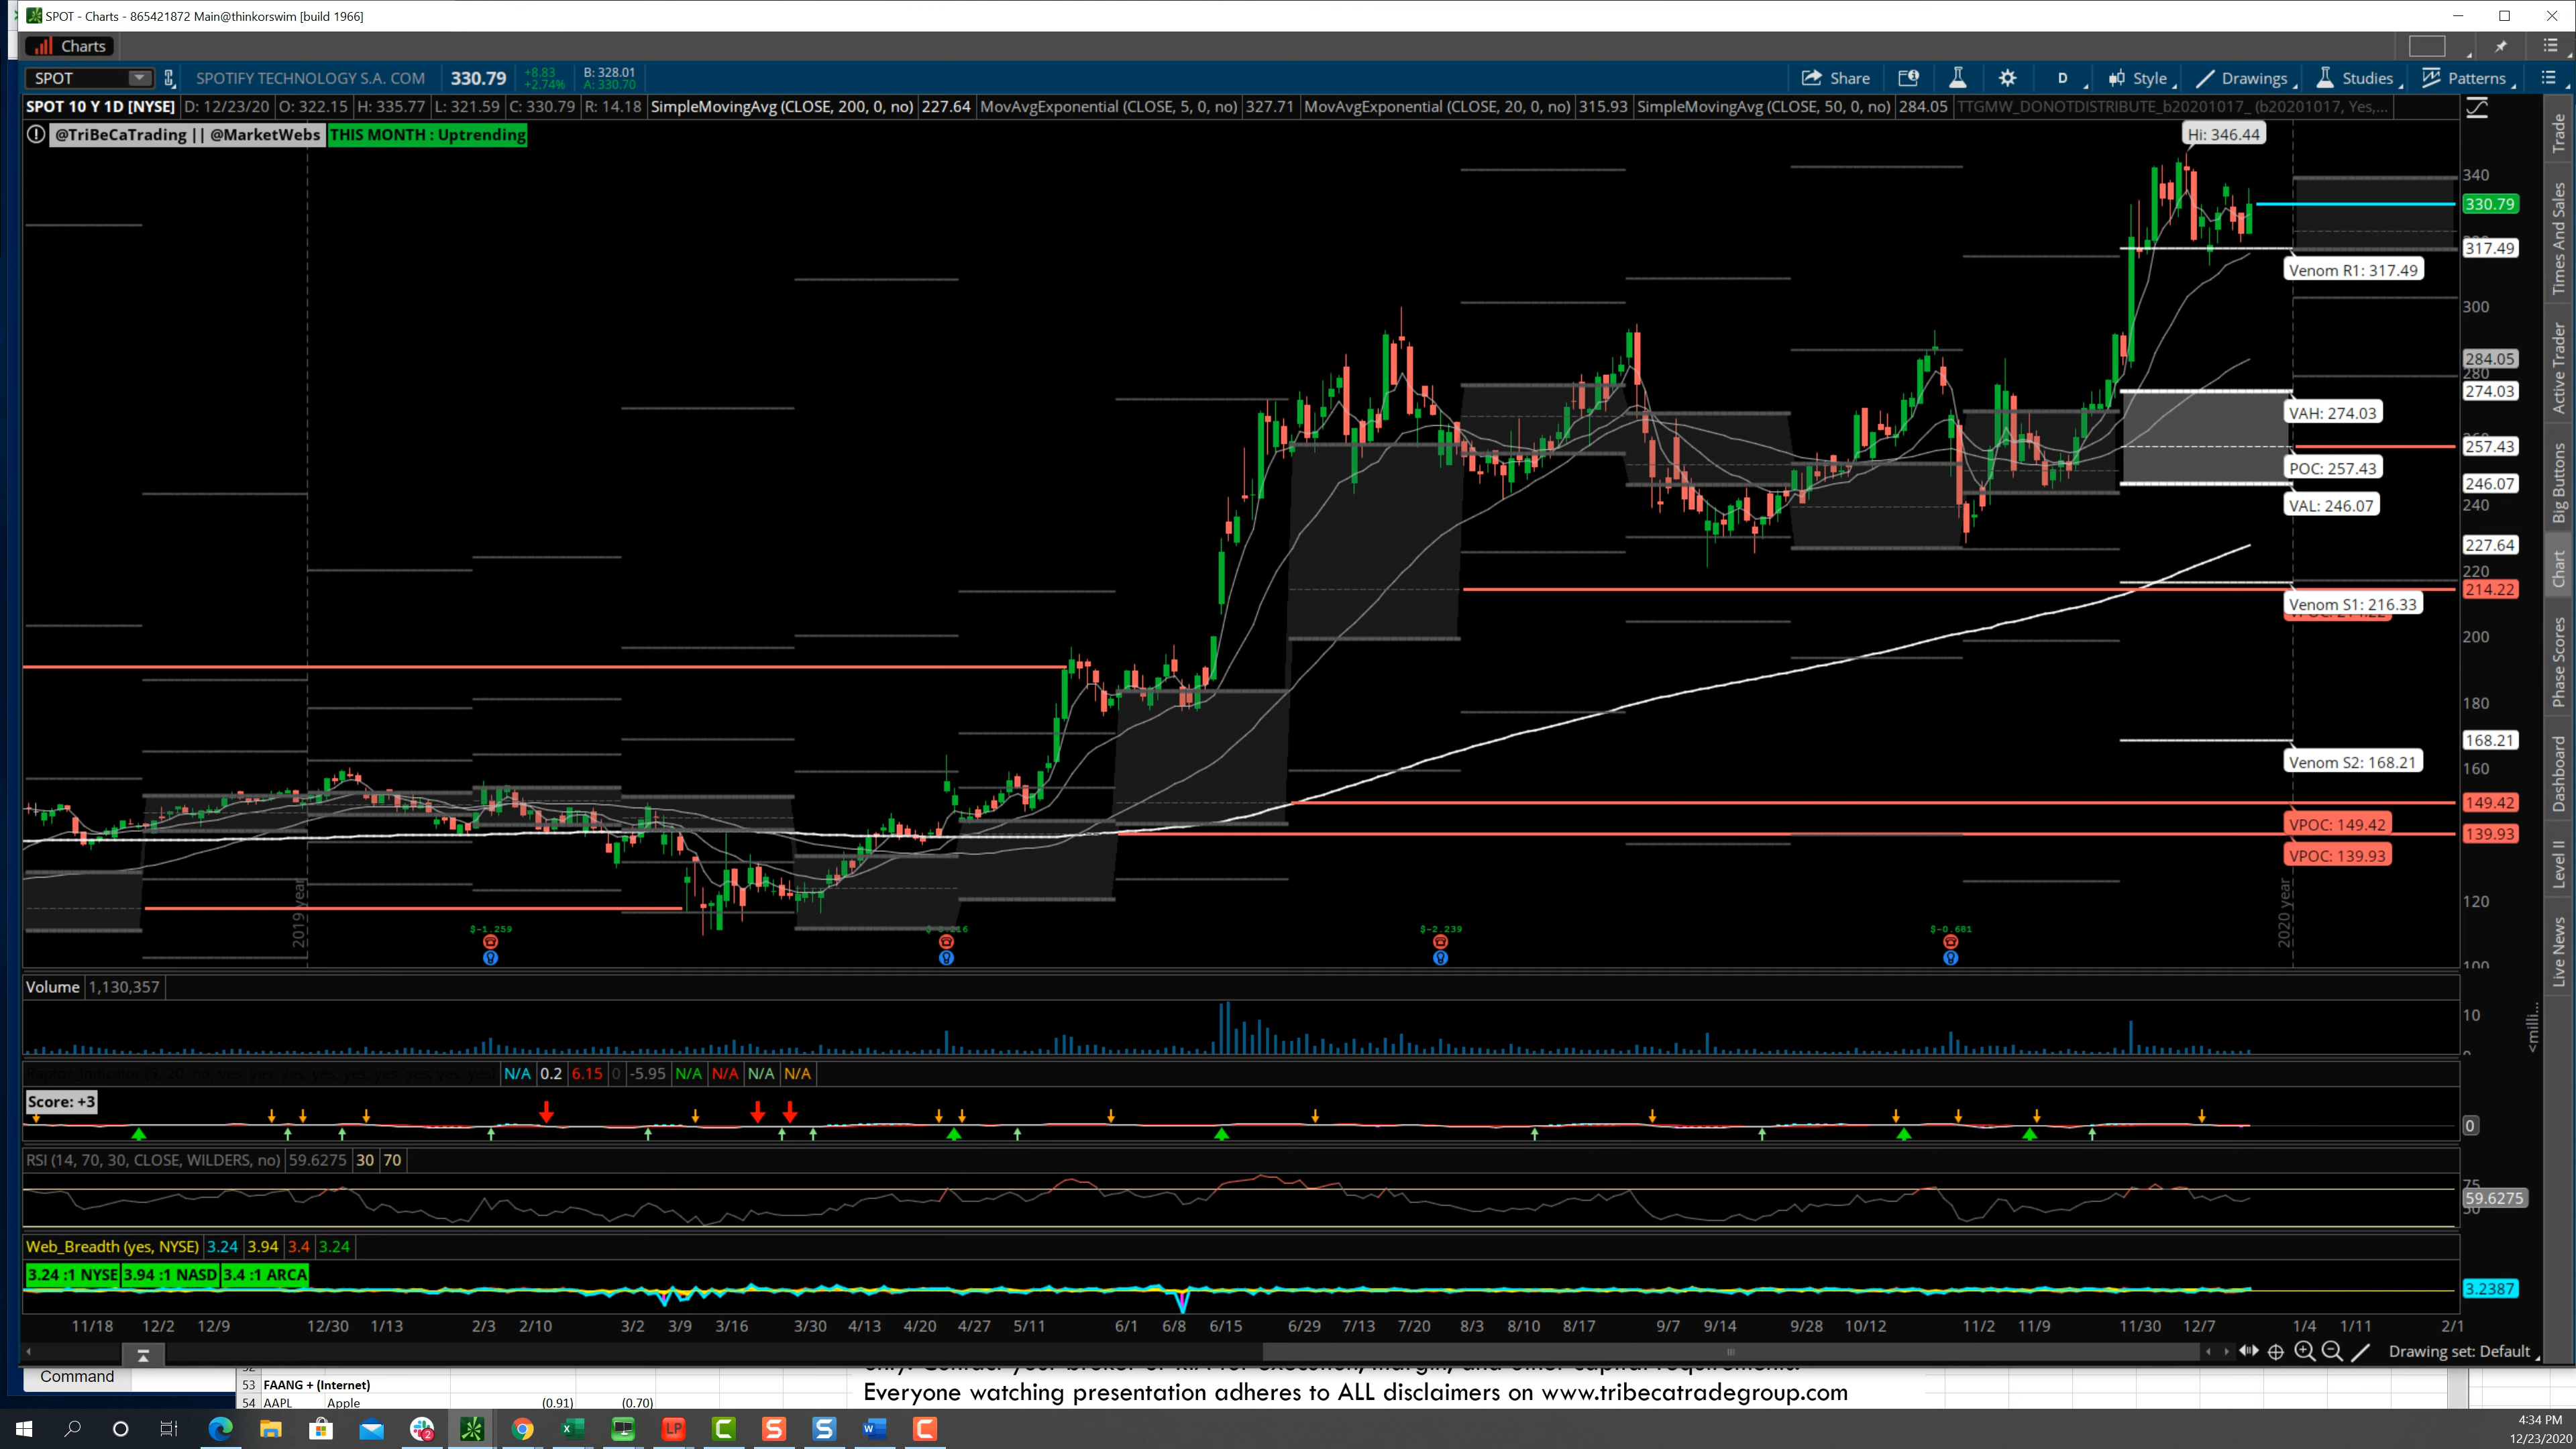 SPOT - Charts - 865421872 Main@thinkorswim [build 1966]
Charts
SPOT SPOTIFY TECHNOLOGY S.A. COM 330.79 +8.83 +2.74% B: 328.01 A: 330.70 Share D Style Drawings Studies Patterns
SPOT 10 Y 1D [NYSE] D: 12/23/20 O: 322.15 H: 335.77 L: 321.59 C: 330.79 R: 14.18 SimpleMovingAvg (CLOSE, 200, 0, no) 227.64 MovAvgExponential (CLOSE, 5, 0, no) 327.71 MovAvgExponential (CLOSE, 20, 0, no) 315.93 SimpleMovingAvg (CLOSE, 50, 0, no) 284.05 TTGMW_DONOTDISTRIBUTE_b20201017_ (b20201017, Yes,...
@TriBeCaTrading || @MarketWebs THIS MONTH : Uptrending
Hi: 346.44
340
330.79
317.49
Venom R1: 317.49
300
284.05
280
274.03
VAH: 274.03
257.43
POC: 257.43
246.07
VAL: 246.07
240
227.64
220
214.22
Venom S1: 216.33
200
180
168.21
Venom S2: 168.21
160
149.42
VPOC: 149.42
139.93
VPOC: 139.93
120
100
2019 year
2020 year
$-1.259
$-2.239
$-0.681
Trade
Times And Sales
Active Trader
Big Buttons
Chart
Phase Scores
Dashboard
Level II
Live News
Volume 1,130,357
10
<milli...
N/A 0.2 6.15 0 -5.95 N/A N/A N/A N/A
Score: +3
0
RSI (14, 70, 30, CLOSE, WILDERS, no) 59.6275 30 70
75
59.6275
50
Web_Breadth (yes, NYSE) 3.24 3.94 3.4 3.24
3.24 :1 NYSE 3.94 :1 NASD 3.4 :1 ARCA
3.2387
11/18 12/2 12/9 12/30 1/13 2/3 2/10 3/2 3/9 3/16 3/30 4/13 4/20 4/27 5/11 6/1 6/8 6/15 6/29 7/13 7/20 8/3 8/10 8/17 9/7 9/14 9/28 10/12 11/2 11/9 11/30 12/7 1/4 1/11 2/1
Drawing set: Default
Command
53 FAANG + (Internet)
54 AAPL Apple (0.91) (0.70)
Everyone watching presentation adheres to ALL disclaimers on www.tribecatradegroup.com
4:34 PM
12/23/2020